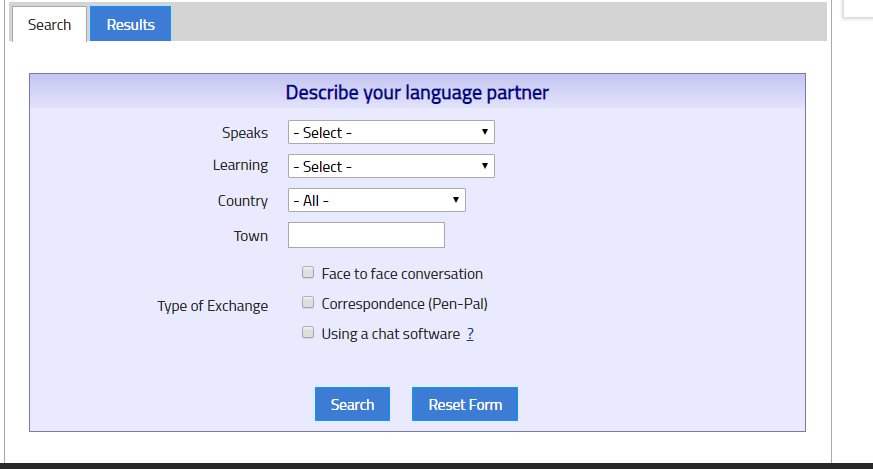 Search Results
Describe your language partner
Speaks - Select -
Learning - Select -
Country - All -
Town
Face to face conversation
Type of Exchange Correspondence (Pen-Pal)
Using a chat software ?
Search Reset Form